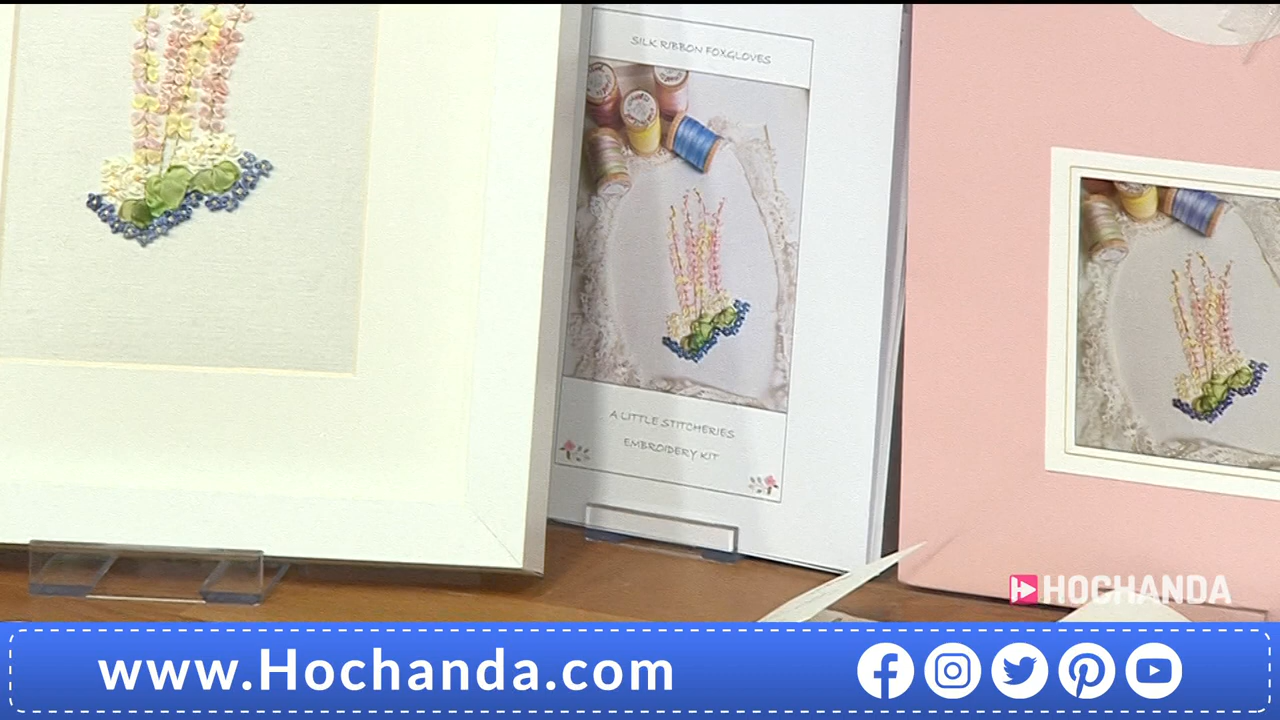 SILK RIBBON FOXGLOVES
A LITTLE STITCHERIES
EMBROIDERY KIT
HOCHANDA
www.Hochanda.com